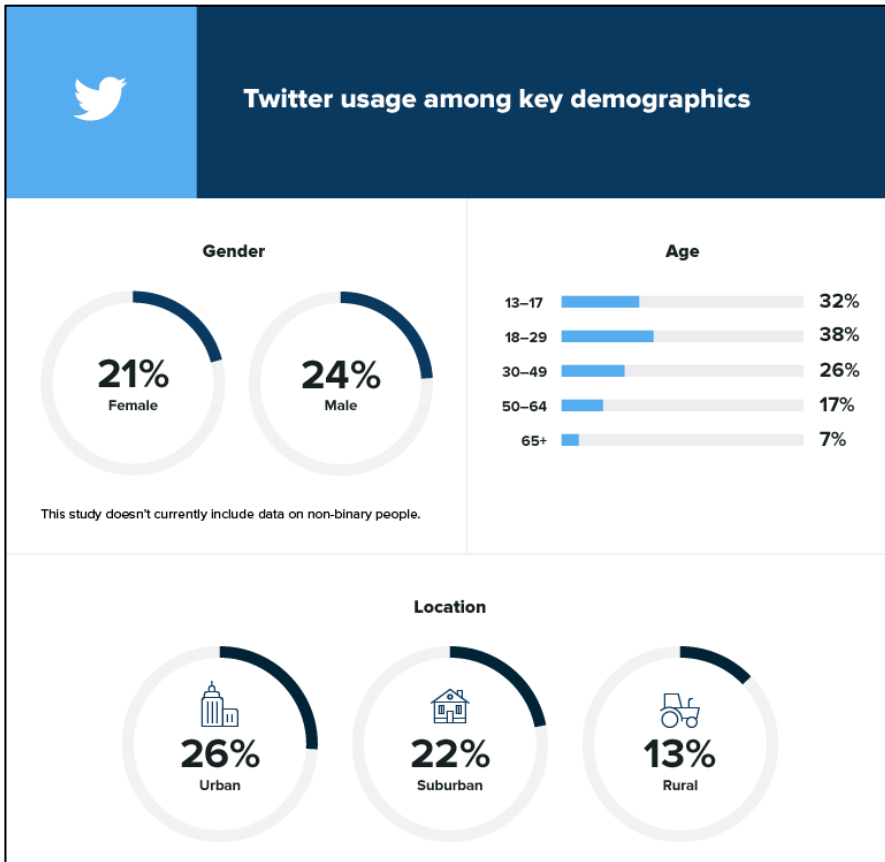 Twitter usage among key demographics
Gender
21%
Female
24%
Male
This study doesn't currently include data on non-binary people.
Age
13–17 32%
18–29 38%
30–49 26%
50–64 17%
65+ 7%
Location
26%
Urban
22%
Suburban
13%
Rural